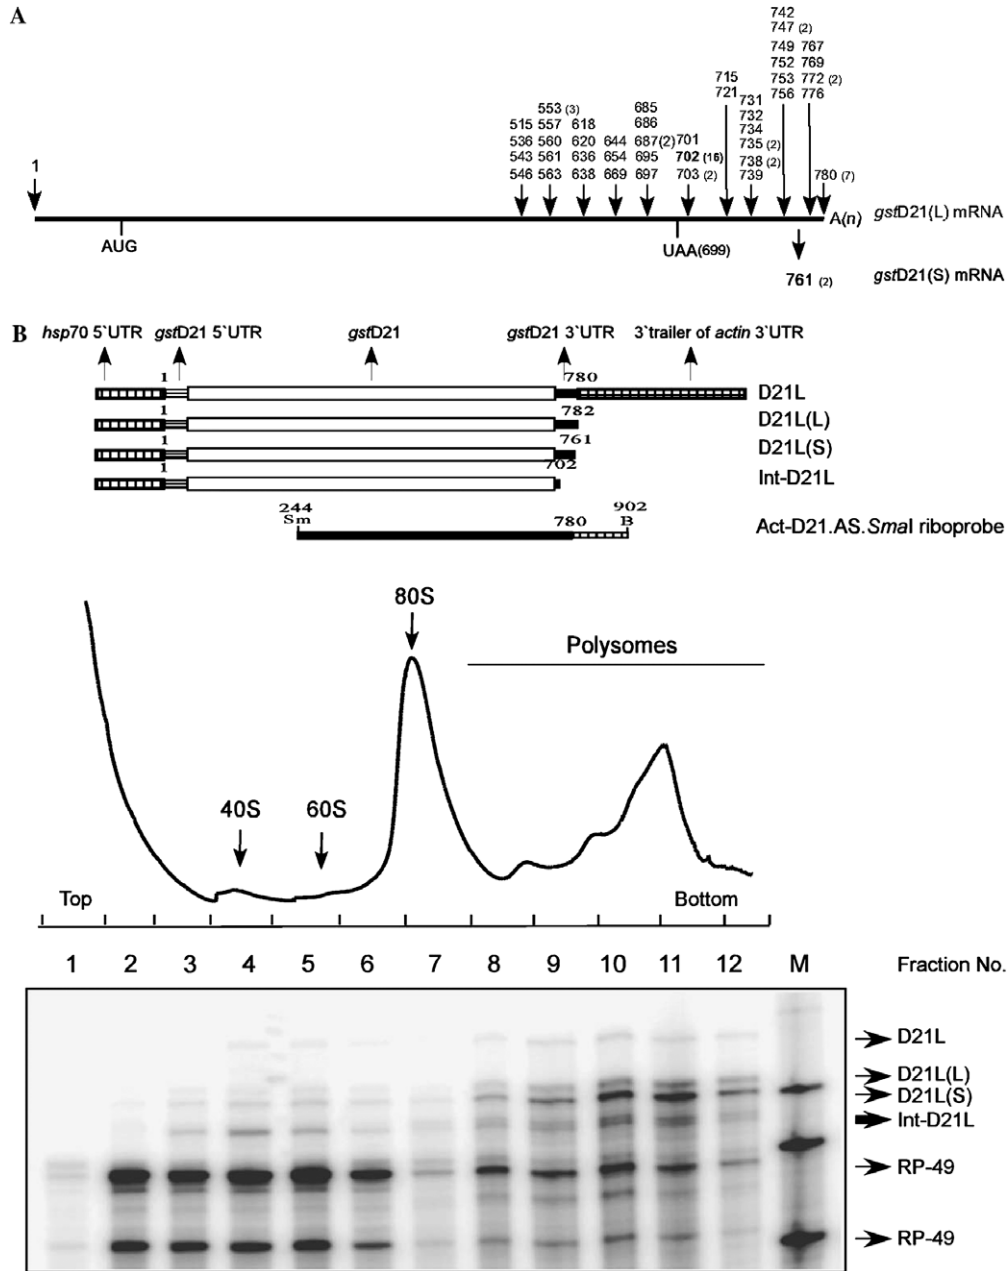 A
742
747 (2)
749
752
753
756
767
769
772 (2)
776
715
721
731
732
734
735 (2)
738 (2)
739
553 (3)
557
560
561
563
515
536
543
546
618
620
636
638
644
654
669
685
686
687(2)
695
697
701
702 (16)
703 (2)
780 (7)
1
A(n)
gstD21(L) mRNA
AUG
UAA(699)
761 (2)
gstD21(S) mRNA
B
hsp70 5`UTR
gstD21 5`UTR
gstD21
gstD21 3`UTR
3`trailer of actin 3`UTR
1
780
D21L
1
782
D21L(L)
1
761
D21L(S)
1
702
Int-D21L
244
Sm
780
902
B
Act-D21.AS.SmaI riboprobe
80S
Polysomes
40S
60S
Top
Bottom
1 2 3 4 5 6 7 8 9 10 11 12 M Fraction No.
D21L
D21L(L)
D21L(S)
Int-D21L
RP-49
RP-49